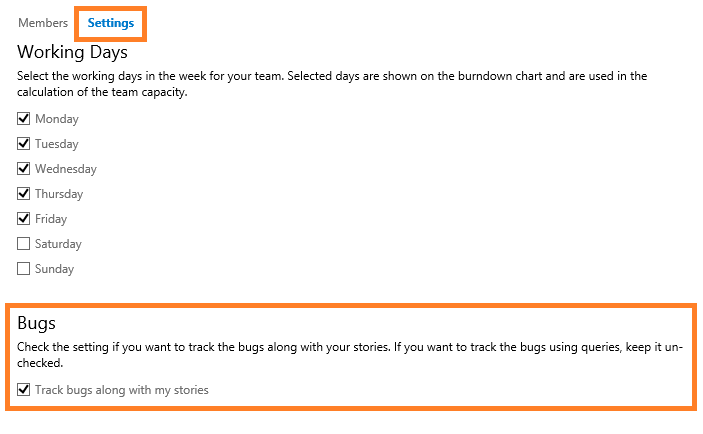 Members Settings
Working Days
Select the working days in the week for your team. Selected days are shown on the burndown chart and are used in the
calculation of the team capacity.
Monday
Tuesday
Wednesday
Thursday
Friday
Saturday
Sunday
Bugs
Check the setting if you want to track the bugs along with your stories. If you want to track the bugs using queries, keep it un-
checked.
Track bugs along with my stories